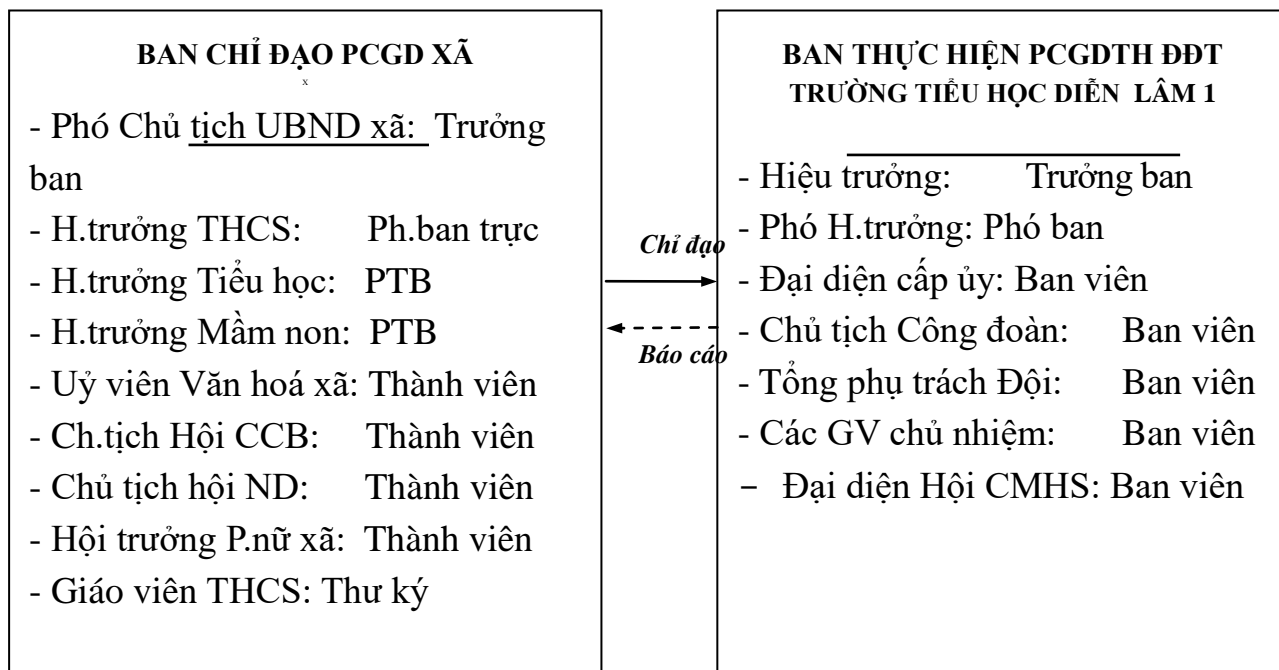 BAN CHỈ ĐẠO PCGD XÃ
x
- Phó Chủ tịch UBND xã: Trưởng
ban
- H.trưởng THCS: Ph.ban trực
- H.trưởng Tiểu học: PTB
- H.trưởng Mầm non: PTB
- Uỷ viên Văn hoá xã: Thành viên
- Ch.tịch Hội CCB: Thành viên
- Chủ tịch hội ND: Thành viên
- Hội trưởng P.nữ xã: Thành viên
- Giáo viên THCS: Thư ký
Chỉ đạo
Báo cáo
BAN THỰC HIỆN PCGDTH ĐĐT
TRƯỜNG TIỂU HỌC DIỄN LÂM 1
- Hiệu trưởng: Trưởng ban
- Phó H.trưởng: Phó ban
- Đại diện cấp ủy: Ban viên
- Chủ tịch Công đoàn: Ban viên
- Tổng phụ trách Đội: Ban viên
- Các GV chủ nhiệm: Ban viên
- Đại diện Hội CMHS: Ban viên